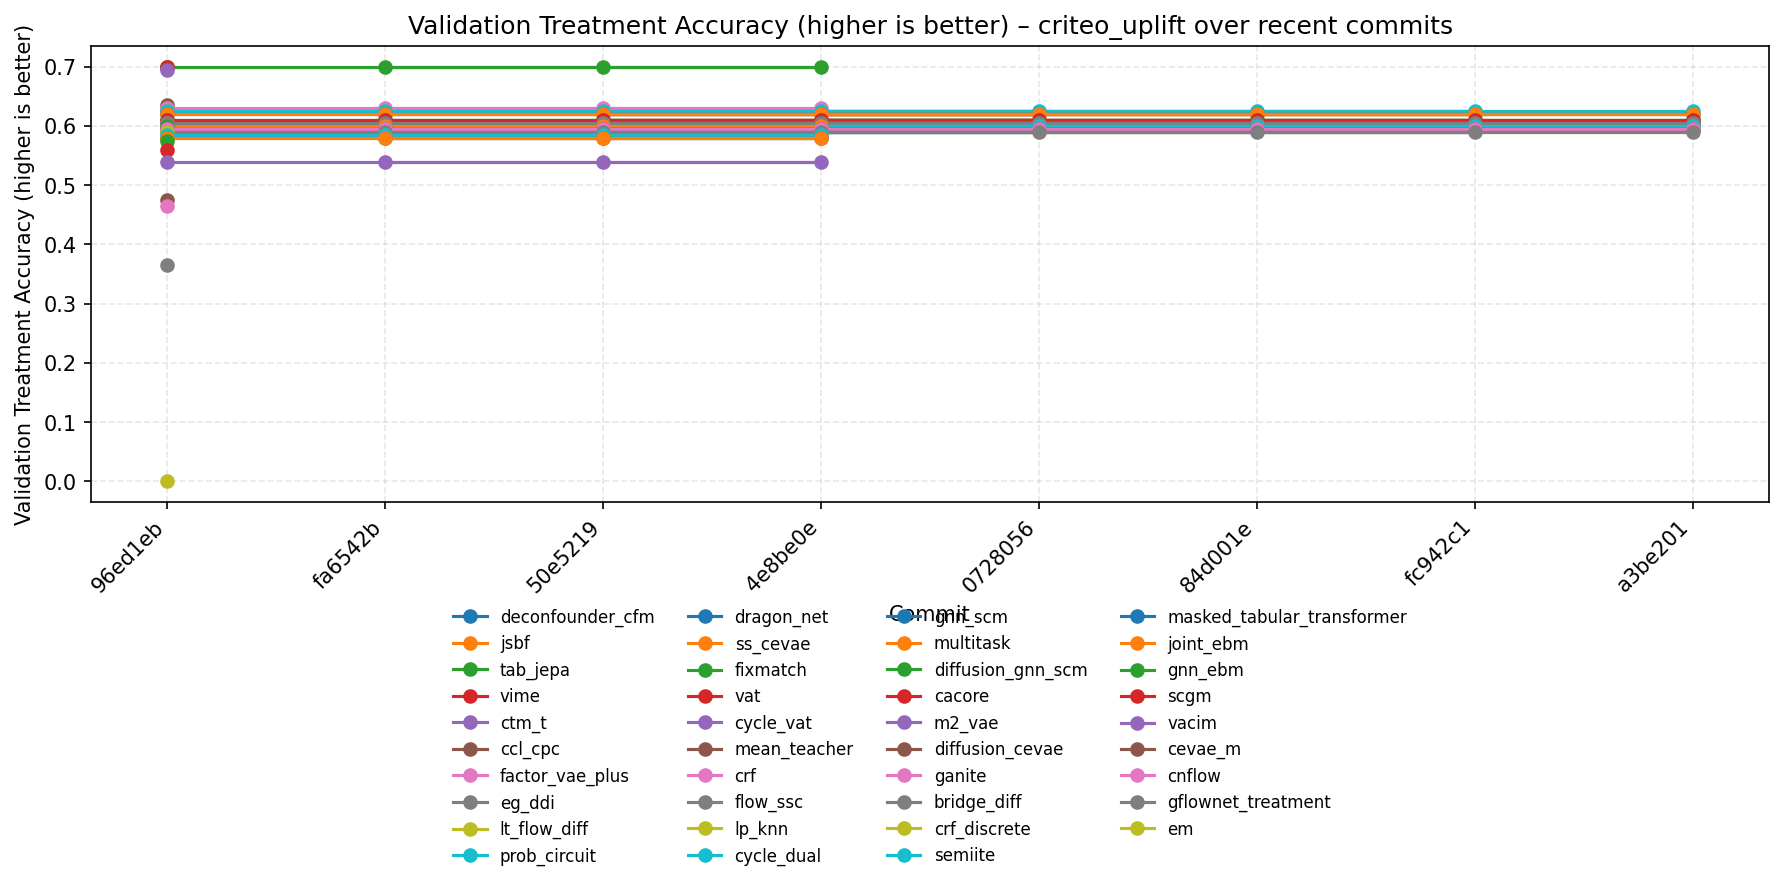 Validation Treatment Accuracy (higher is better) – criteo_uplift over recent commits
Validation Treatment Accuracy (higher is better)
0.7
0.6
0.5
0.4
0.3
0.2
0.1
0.0
96ed1eb
fa6542b
50e5219
4e8be0e
0728056
84d001e
fc942c1
a3be201
Commit
deconfounder_cfm
jsbf
tab_jepa
vime
ctm_t
ccl_cpc
factor_vae_plus
eg_ddi
lt_flow_diff
prob_circuit
dragon_net
ss_cevae
fixmatch
vat
cycle_vat
mean_teacher
crf
flow_ssc
lp_knn
cycle_dual
gnn_scm
multitask
diffusion_gnn_scm
cacore
m2_vae
diffusion_cevae
ganite
bridge_diff
crf_discrete
semiite
masked_tabular_transformer
joint_ebm
gnn_ebm
scgm
vacim
cevae_m
cnflow
gflownet_treatment
em